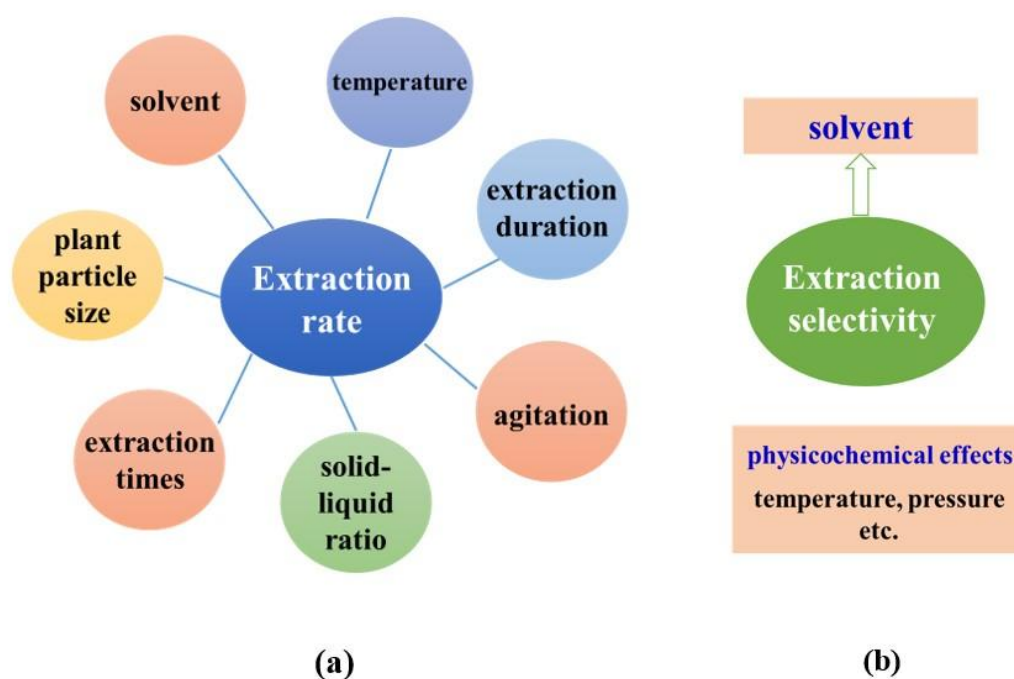 solvent
temperature
extraction
duration
plant
particle
size
Extraction
rate
agitation
extraction
times
solid-
liquid
ratio
(a)
solvent
Extraction
selectivity
physicochemical effects
temperature, pressure
etc.
(b)